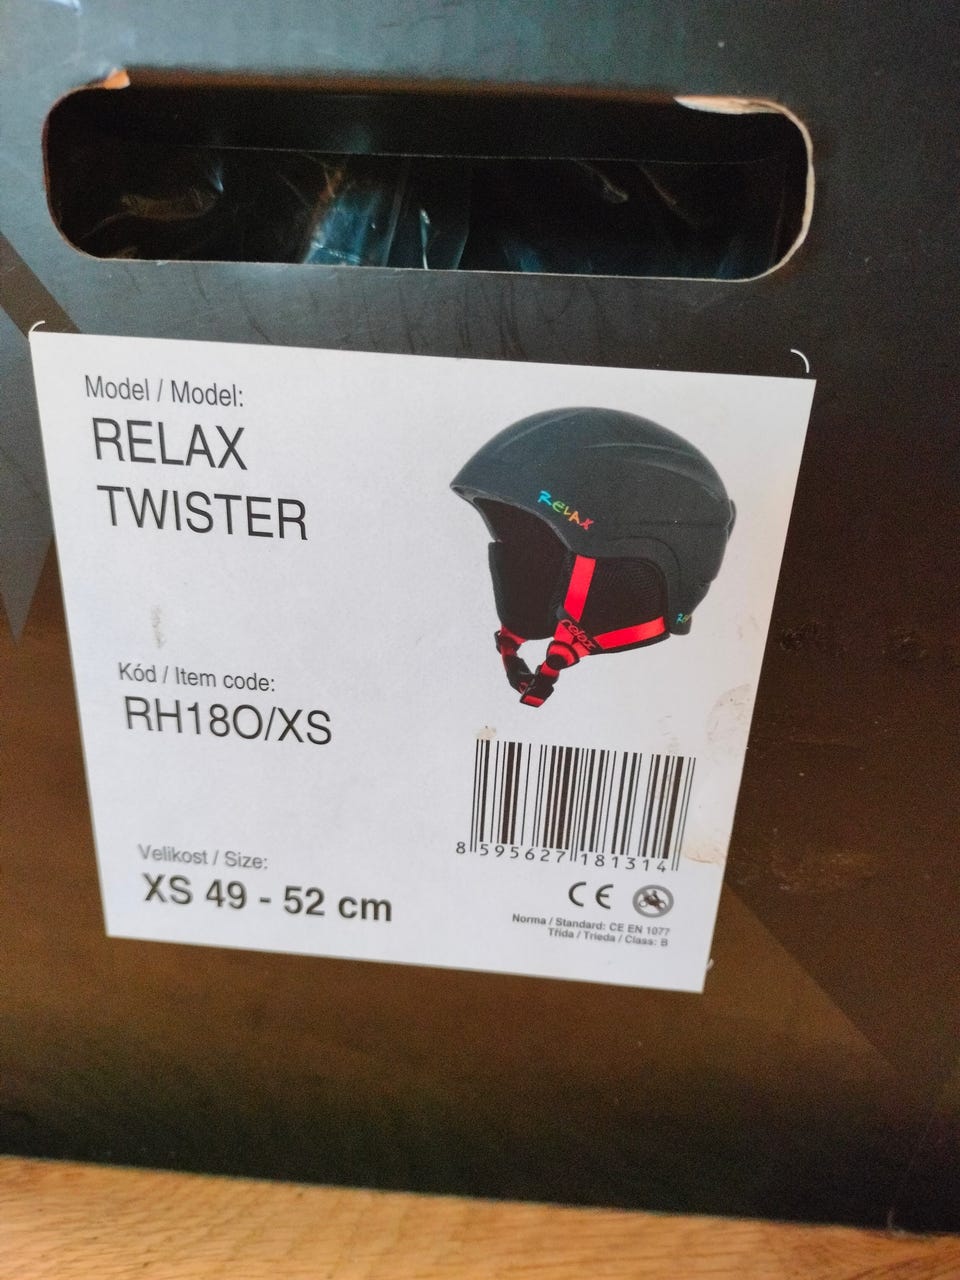 Model / Model:
RELAX
TWISTER
RELAX
relax
Kód / Item code:
RH18O/XS
8 595627 181314
Velikost / Size:
XS 49 - 52 cm
CE
Norma / Standard: CE EN 1077
Třída / Trieda / Class: B